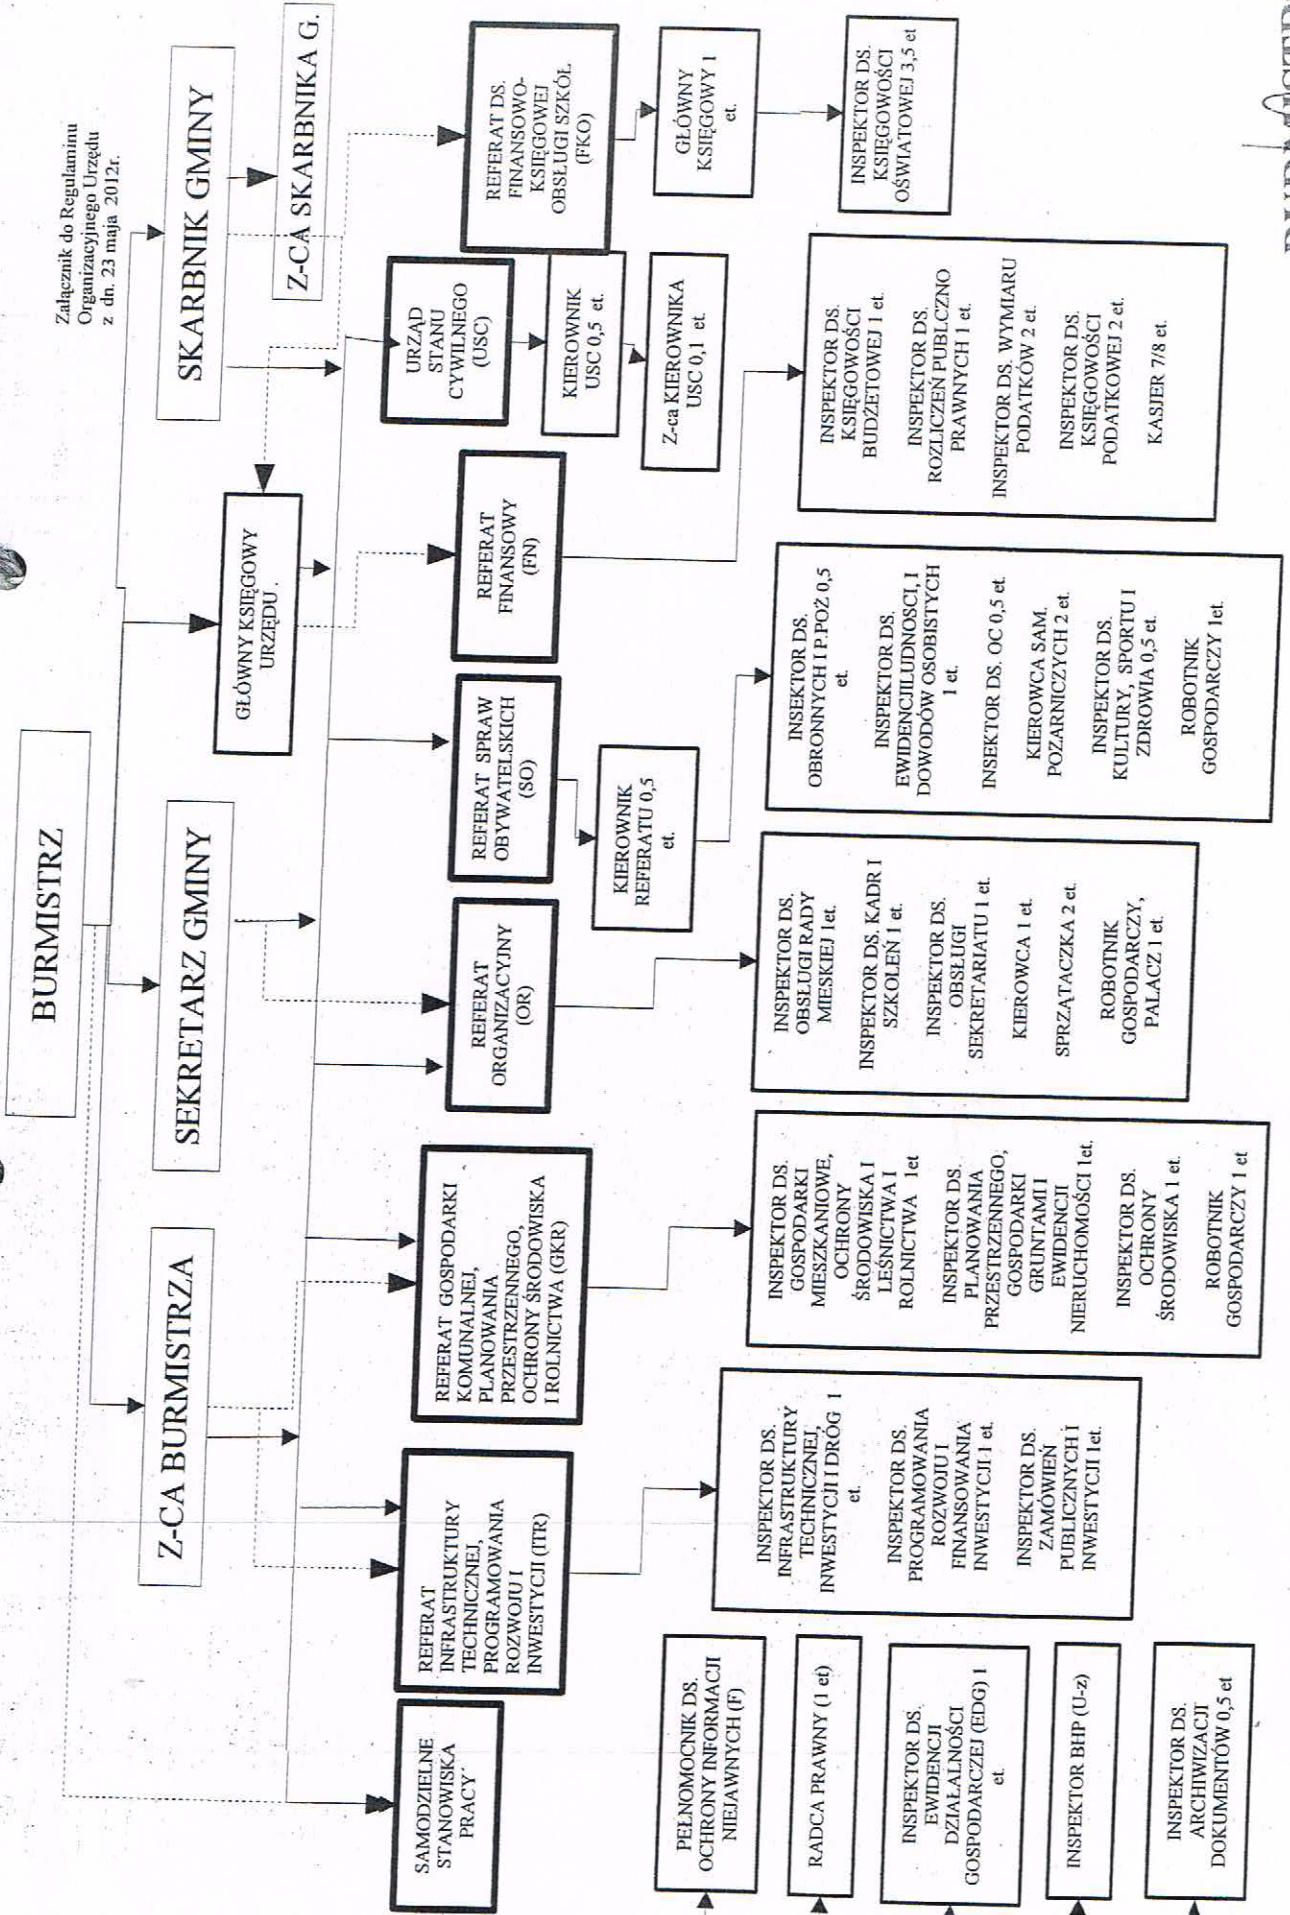 Załącznik do Regulaminu
Organizacyjnego Urzędu
z dn. 23 maja 2012r.
BURMISTRZ
Z-CA BURMISTRZA
SEKRETARZ GMINY
GŁÓWNY KSIĘGOWY
URZĘDU.
SKARBNIK GMINY
Z-CA SKARBNIKA G.
SAMODZIELNE
STANOWISKA
PRACY
REFERAT
INFRASTRUKTURY
TECHNICZNEJ,
PROGRAMOWANIA
ROZWOJU I
INWESTYCJI (ITR)
REFERAT GOSPODARKI
KOMUNALNEJ,
PLANOWANIA
PRZESTRZENNEGO,
OCHRONY ŚRODOWISKA
I ROLNICTWA (GKR)
REFERAT
ORGANIZACYJNY
(OR)
REFERAT SPRAW
OBYWATELSKICH
(SO)
REFERAT
FINANSOWY
(FN)
URZĄD
STANU
CYWILNEGO
(USC)
REFERAT DS.
FINANSOWO-
KSIĘGOWEJ
OBSŁUGI SZKÓŁ
(FKO)
KIEROWNIK
REFERATU 0,5
et.
KIEROWNIK
USC 0,5 et.
Z-ca KIEROWNIKA
USC 0,1 et.
GŁÓWNY
KSIĘGOWY 1
et.
INSPEKTOR DS.
KSIĘGOWOŚCI
OŚWIATOWEJ 3,5 et
PEŁNOMOCNIK DS.
OCHRONY INFORMACJI
NIEJAWNYCH (F)
RADCA PRAWNY (1 et)
INSPEKTOR DS.
EWIDENCJI
DZIAŁALNOŚCI
GOSPODARCZEJ (EDG) 1
et.
INSPEKTOR BHP (U-z)
INSPEKTOR DS.
ARCHIWIZACJI
DOKUMENTÓW 0,5 et
INSPEKTOR DS.
INFRASTRUKTURY
TECHNICZNEJ,
INWESTYCJI I DRÓG 1
et.
INSPEKTOR DS.
PROGRAMOWANIA
ROZWOJU I
FINANSOWANIA
INWESTYCJI 1 et.
INSPEKTOR DS.
ZAMÓWIEŃ
PUBLICZNYCH I
INWESTYCJI 1et.
INSPEKTOR DS.
GOSPODARKI
MIESZKANIOWE,
OCHRONY
ŚRODOWISKA I
LEŚNICTWA I
ROLNICTWA 1et
INSPEKTOR DS.
PLANOWANIA
PRZESTRZENNEGO,
GOSPODARKI
GRUNTAMI I
EWIDENCJI
NIERUCHOMOŚCI 1et.
INSPEKTOR DS.
OCHRONY
ŚRODOWISKA 1 et.
ROBOTNIK
GOSPODARCZY 1 et
INSPEKTOR DS.
OBSŁUGI RADY
MIESKIEJ 1et.
INSPEKTOR DS. KADR I
SZKOLEŃ 1 et.
INSPEKTOR DS.
OBSŁUGI
SEKRETARIATU 1 et.
KIEROWCA 1 et.
SPRZĄTACZKA 2 et.
ROBOTNIK
GOSPODARCZY,
PALACZ 1 et.
INSEKTOR DS.
OBRONNYCH I P.POŻ 0,5
et.
INSPEKTOR DS.
EWIDENCJILUDNOSCI, I
DOWODÓW OSOBISTYCH
1 et.
INSEKTOR DS. OC 0,5 et.
KIEROWCA SAM.
POŻARNICZYCH 2 et.
INSPEKTOR DS.
KULTURY, SPORTU I
ZDROWIA 0,5 et.
ROBOTNIK
GOSPODARCZY 1et.
INSPEKTOR DS.
KSIĘGOWOŚCI
BUDŻETOWEJ 1 et.
INSPEKTOR DS.
ROZLICZEŃ PUBLCZNO
PRAWNYCH 1 et.
INSPEKTOR DS. WYMIARU
PODATKÓW 2 et.
INSPEKTOR DS.
KSIĘGOWOŚCI
PODATKOWEJ 2 et.
KASJER 7/8 et.